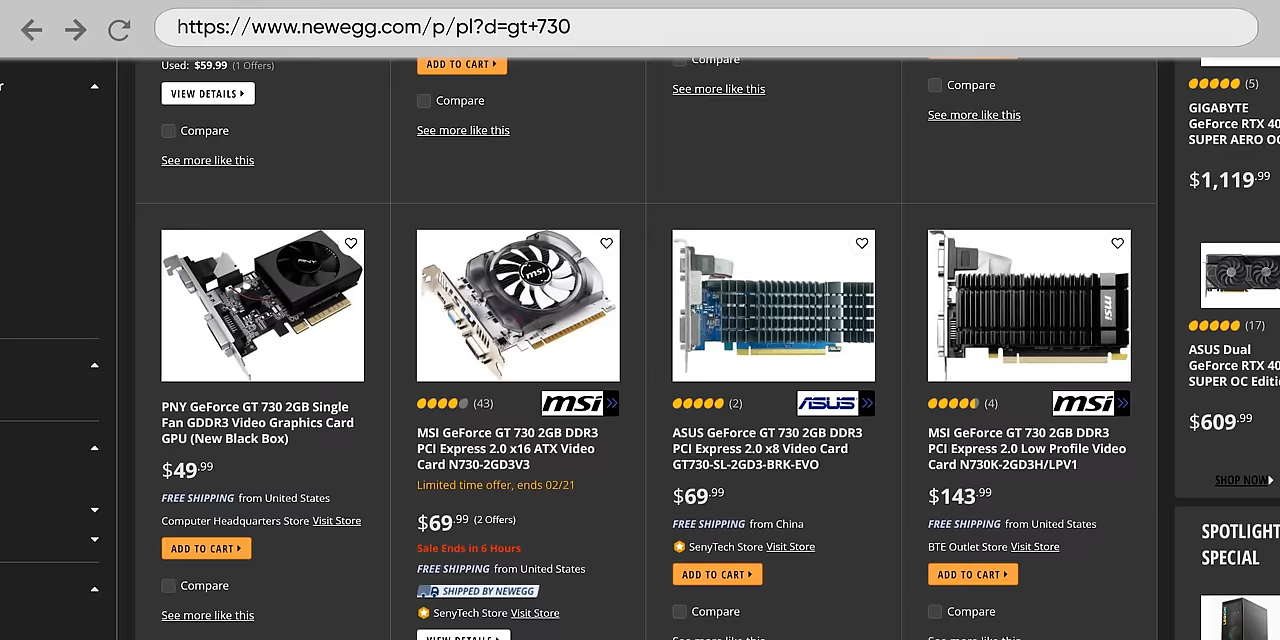 https://www.newegg.com/p/pl?d=gt+730
Used: $59.99 (1 Offers)
VIEW DETAILS
Compare
See more like this
ADD TO CART
Compare
See more like this
Compare
See more like this
Compare
See more like this
PNY
PNY GeForce GT 730 2GB Single
Fan GDDR3 Video Graphics Card
GPU (New Black Box)
$49.99
FREE SHIPPING from United States
Computer Headquarters Store Visit Store
ADD TO CART
Compare
See more like this
msi
(43)
msi
MSI GeForce GT 730 2GB DDR3
PCI Express 2.0 x16 ATX Video
Card N730-2GD3V3
Limited time offer, ends 02/21
$69.99 (2 Offers)
Sale Ends in 6 Hours
FREE SHIPPING from United States
SHIPPED BY NEWEGG
SenyTech Store Visit Store
VIEW DETAILS
(2)
ASUS
ASUS GeForce GT 730 2GB DDR3
PCI Express 2.0 x8 Video Card
GT730-SL-2GD3-BRK-EVO
$69.99
FREE SHIPPING from China
SenyTech Store Visit Store
ADD TO CART
Compare
See more like this
msi
(4)
msi
MSI GeForce GT 730 2GB DDR3
PCI Express 2.0 Low Profile Video
Card N730K-2GD3H/LPV1
$143.99
FREE SHIPPING from United States
BTE Outlet Store Visit Store
ADD TO CART
Compare
See more like this
(5)
GIGABYTE
GeForce RTX 40
SUPER AERO OC
$1,119.99
(17)
ASUS Dual
GeForce RTX 40
SUPER OC Editi
$609.99
SHOP NOW
SPOTLIGHT
SPECIAL